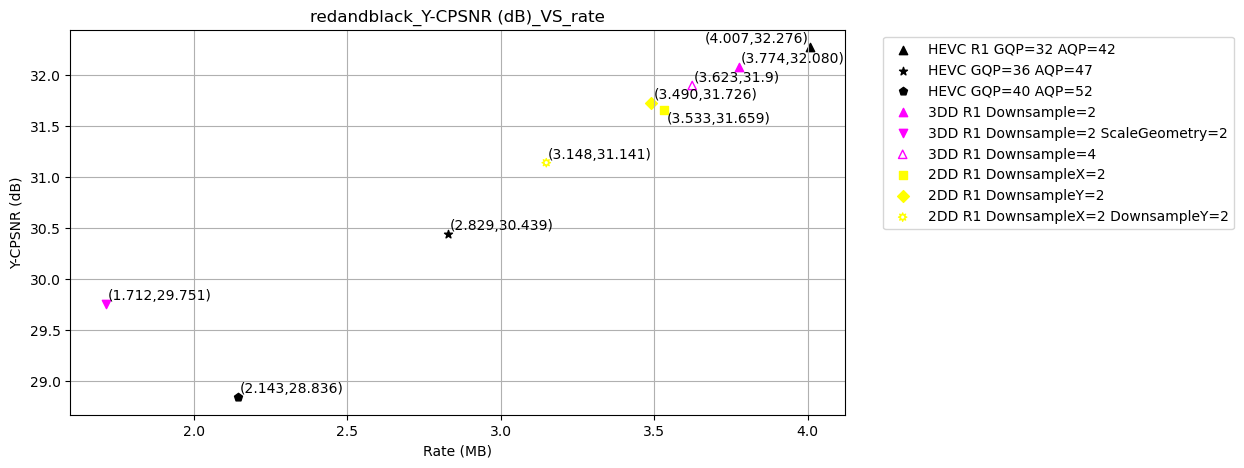 redandblack_Y-CPSNR (dB)_VS_rate
(4.007,32.276)
(3.774,32.080)
(3.623,31.9)
(3.490,31.726)
(3.533,31.659)
(3.148,31.141)
(2.829,30.439)
(1.712,29.751)
(2.143,28.836)
32.0
31.5
31.0
30.5
30.0
29.5
29.0
Y-CPSNR (dB)
2.0
2.5
3.0
3.5
4.0
Rate (MB)
HEVC R1 GQP=32 AQP=42
HEVC GQP=36 AQP=47
HEVC GQP=40 AQP=52
3DD R1 Downsample=2
3DD R1 Downsample=2 ScaleGeometry=2
3DD R1 Downsample=4
2DD R1 DownsampleX=2
2DD R1 DownsampleY=2
2DD R1 DownsampleX=2 DownsampleY=2